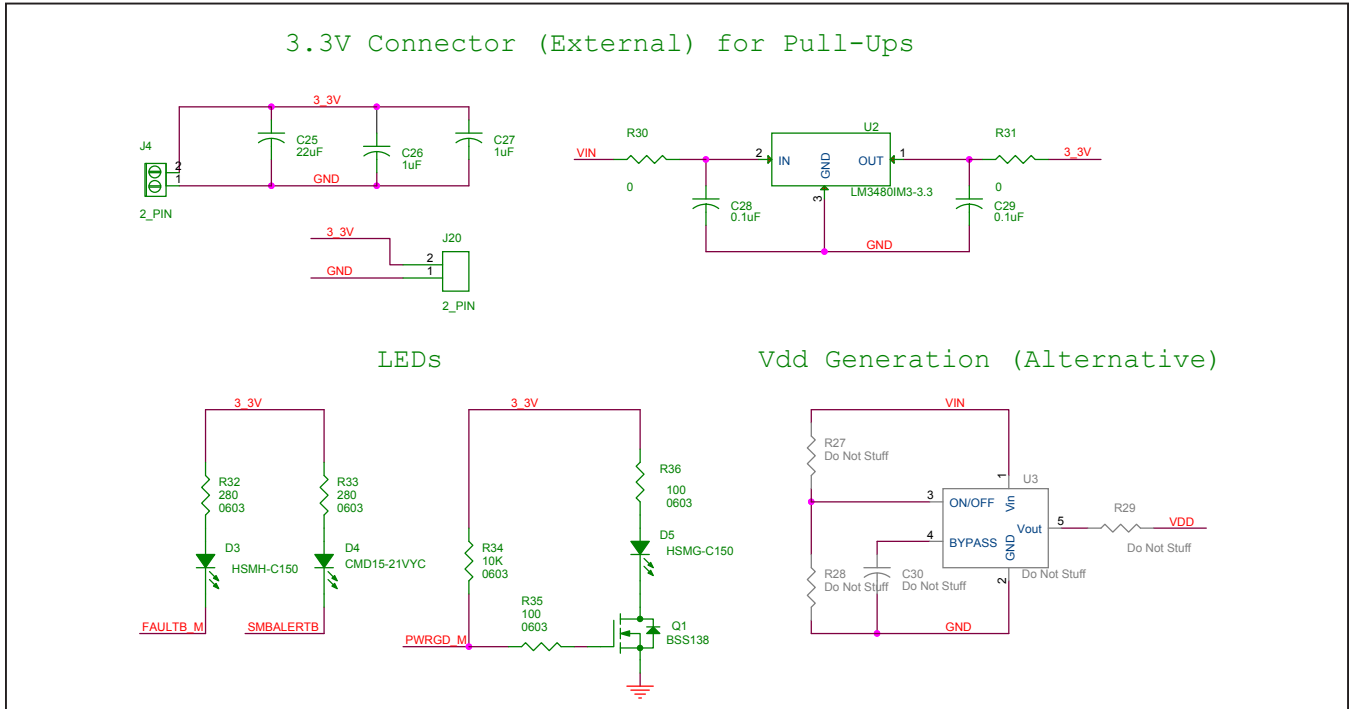 3.3V Connector (External) for Pull-Ups
3_3V
J4
2
1
2_PIN
C25
22uF
C26
1uF
C27
1uF
GND
3_3V
GND
J20
2
1
2_PIN
VIN
R30
0
2
IN
GND
OUT
1
3
U2
LM3480IM3-3.3
R31
0
3_3V
C28
0.1uF
C29
0.1uF
GND
LEDs
3_3V
R32
280
0603
R33
280
0603
D3
HSMH-C150
D4
CMD15-21VYC
FAULTB_M
SMBALERTB
3_3V
R36
100
0603
D5
HSMG-C150
R34
10K
0603
R35
100
0603
PWRGD_M
Q1
BSS138
Vdd Generation (Alternative)
VIN
R27
Do Not Stuff
1
U3
3
ON/OFF
Vin
4
BYPASS
GND
Vout
5
2
R29
Do Not Stuff
VDD
R28
Do Not Stuff
C30
Do Not Stuff
Do Not Stuff
GND